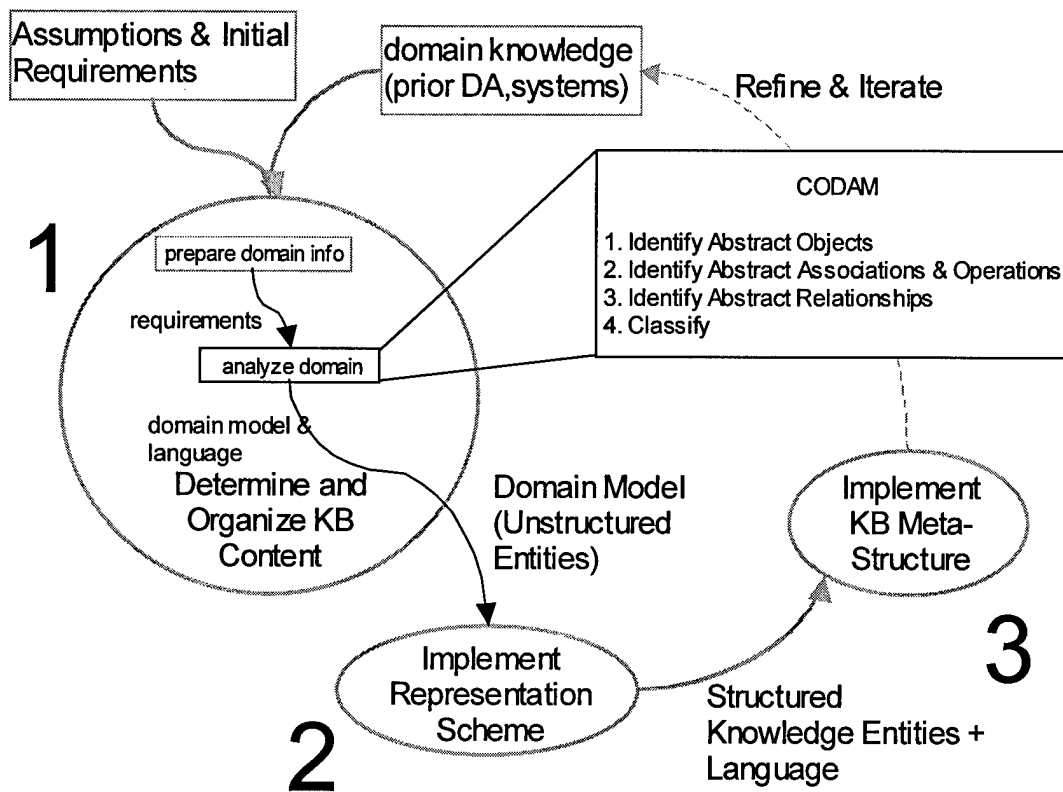 Assumptions & Initial
Requirements
domain knowledge
(prior DA,systems)
Refine & Iterate
CODAM
1. Identify Abstract Objects
2. Identify Abstract Associations & Operations
3. Identify Abstract Relationships
4. Classify
1
prepare domain info
requirements
analyze domain
domain model &
language
Determine and
Organize KB
Content
Domain Model
(Unstructured
Entities)
Implement
KB Meta-
Structure
3
Implement
Representation
Scheme
2
Structured
Knowledge Entities +
Language